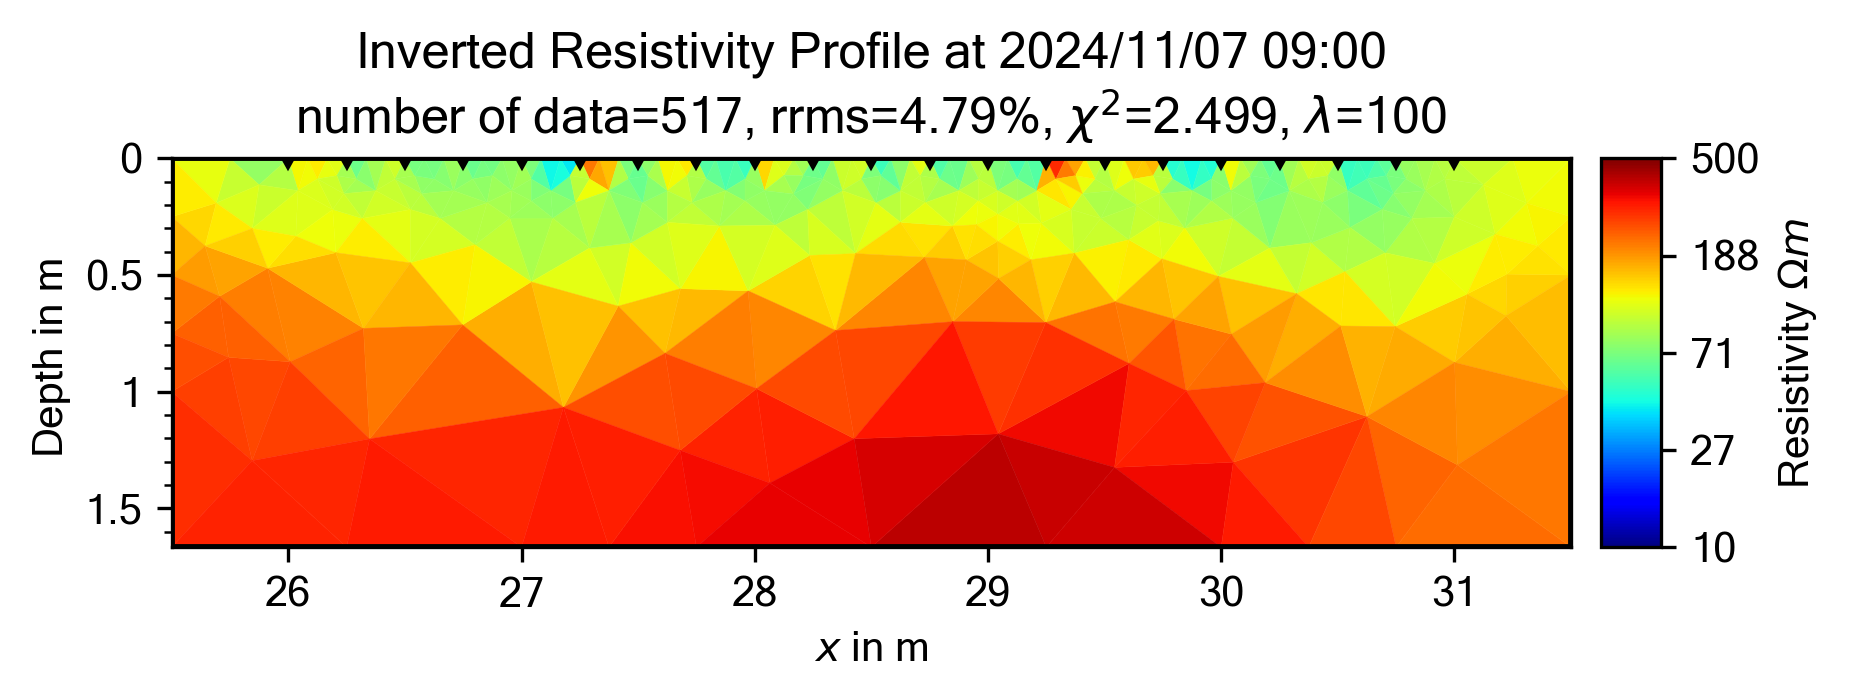 Inverted Resistivity Profile at 2024/11/07 09:00
number of data=517, rrms=4.79%, χ²=2.499, λ=100
0
0.5
1
1.5
Depth in m
26 27 28 29 30 31
x in m
500
188
71
27
10
Resistivity Ωm